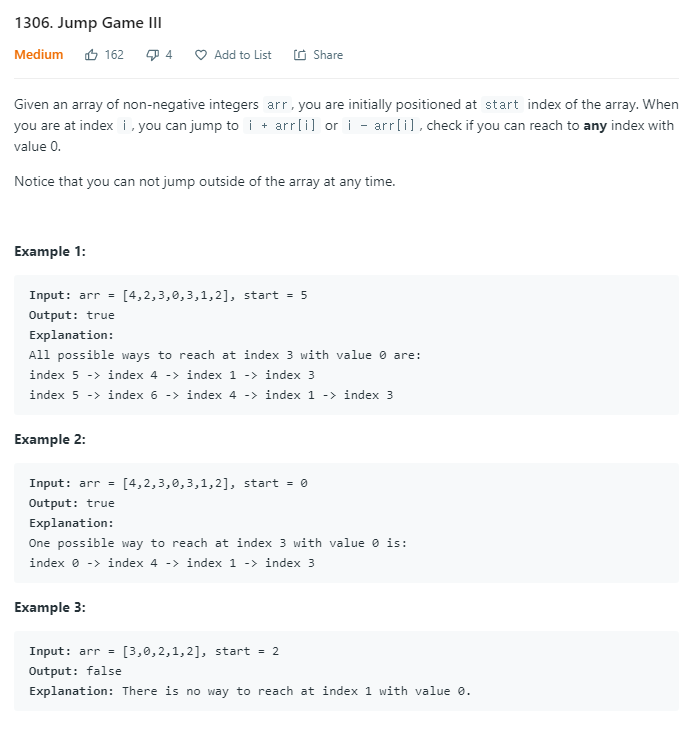 1306. Jump Game III
Medium 162 4 Add to List Share
Given an array of non-negative integers arr, you are initially positioned at start index of the array. When
you are at index i, you can jump to i + arr[i] or i - arr[i], check if you can reach to any index with
value 0.
Notice that you can not jump outside of the array at any time.
Example 1:
Input: arr = [4,2,3,0,3,1,2], start = 5
Output: true
Explanation:
All possible ways to reach at index 3 with value 0 are:
index 5 -> index 4 -> index 1 -> index 3
index 5 -> index 6 -> index 4 -> index 1 -> index 3
Example 2:
Input: arr = [4,2,3,0,3,1,2], start = 0
Output: true
Explanation:
One possible way to reach at index 3 with value 0 is:
index 0 -> index 4 -> index 1 -> index 3
Example 3:
Input: arr = [3,0,2,1,2], start = 2
Output: false
Explanation: There is no way to reach at index 1 with value 0.